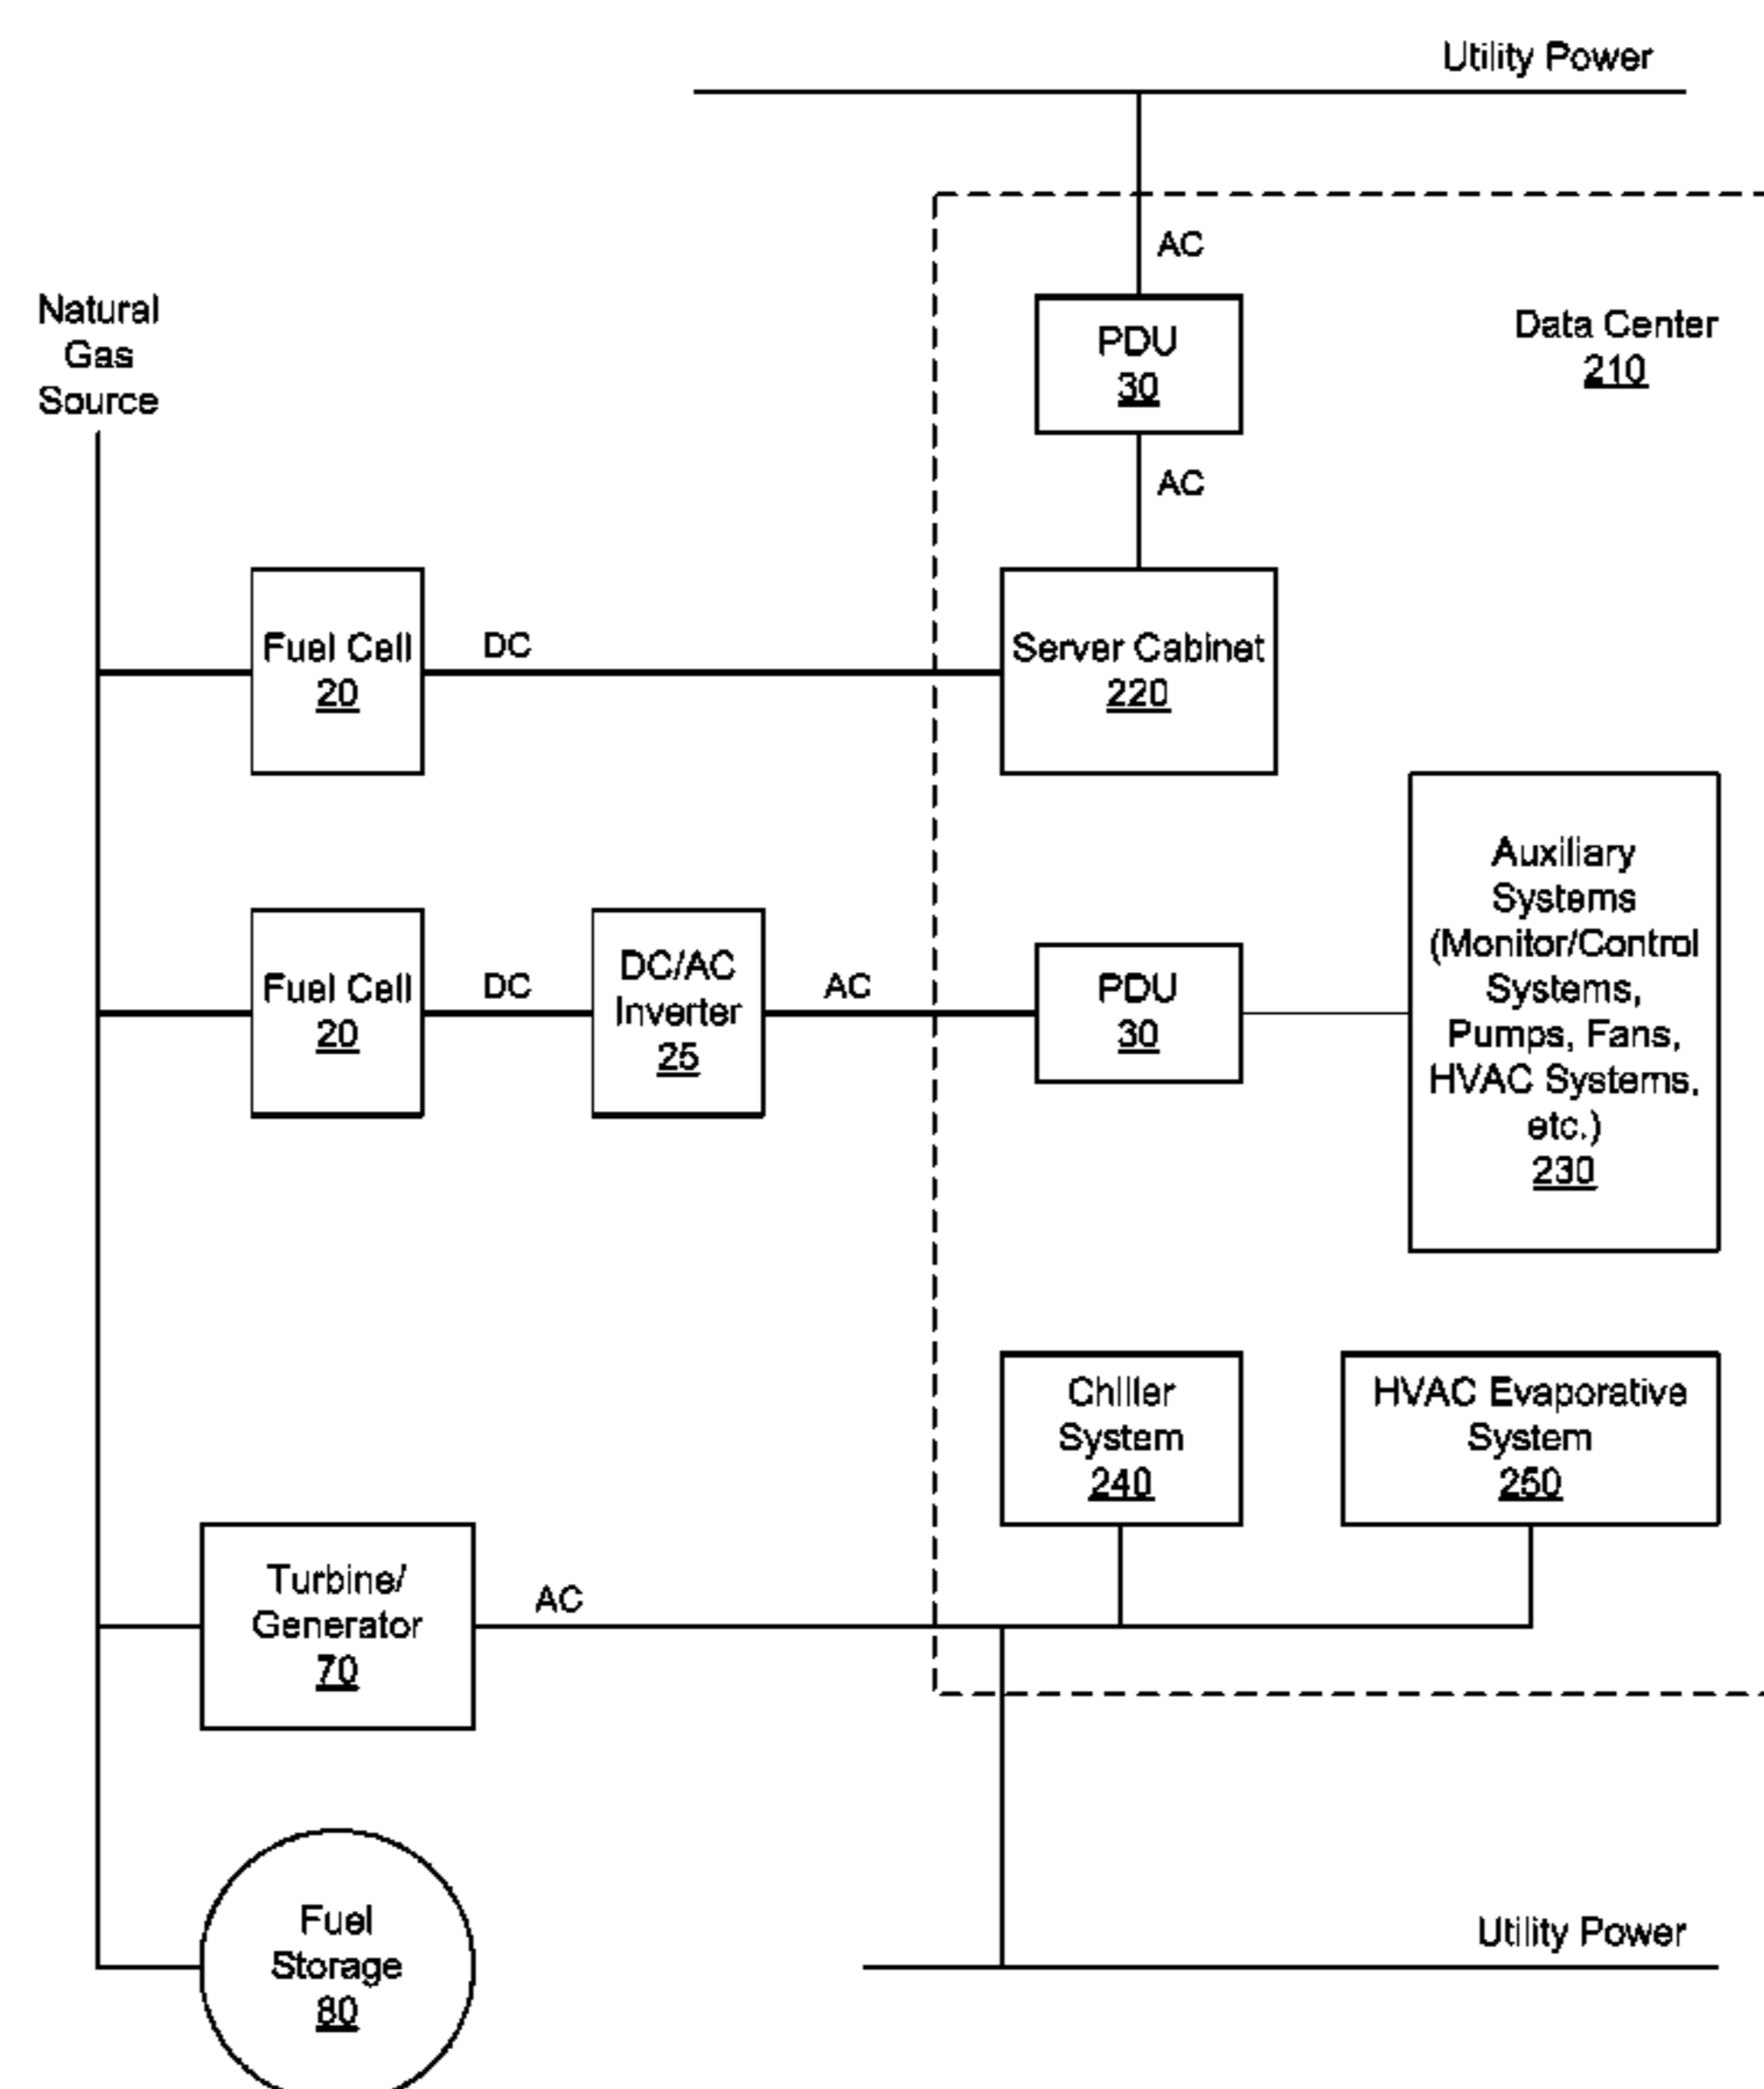 Utility Power
AC
Natural
Gas
Source
PDU
30
Data Center
210
AC
Fuel Cell
20
DC
Server Cabinet
220
Fuel Cell
20
DC
DC/AC
Inverter
25
AC
PDU
30
Auxiliary
Systems
(Monitor/Control
Systems,
Pumps, Fans,
HVAC Systems,
etc.)
230
Chiller
System
240
HVAC Evaporative
System
250
Turbine/
Generator
70
AC
Fuel
Storage
80
Utility Power